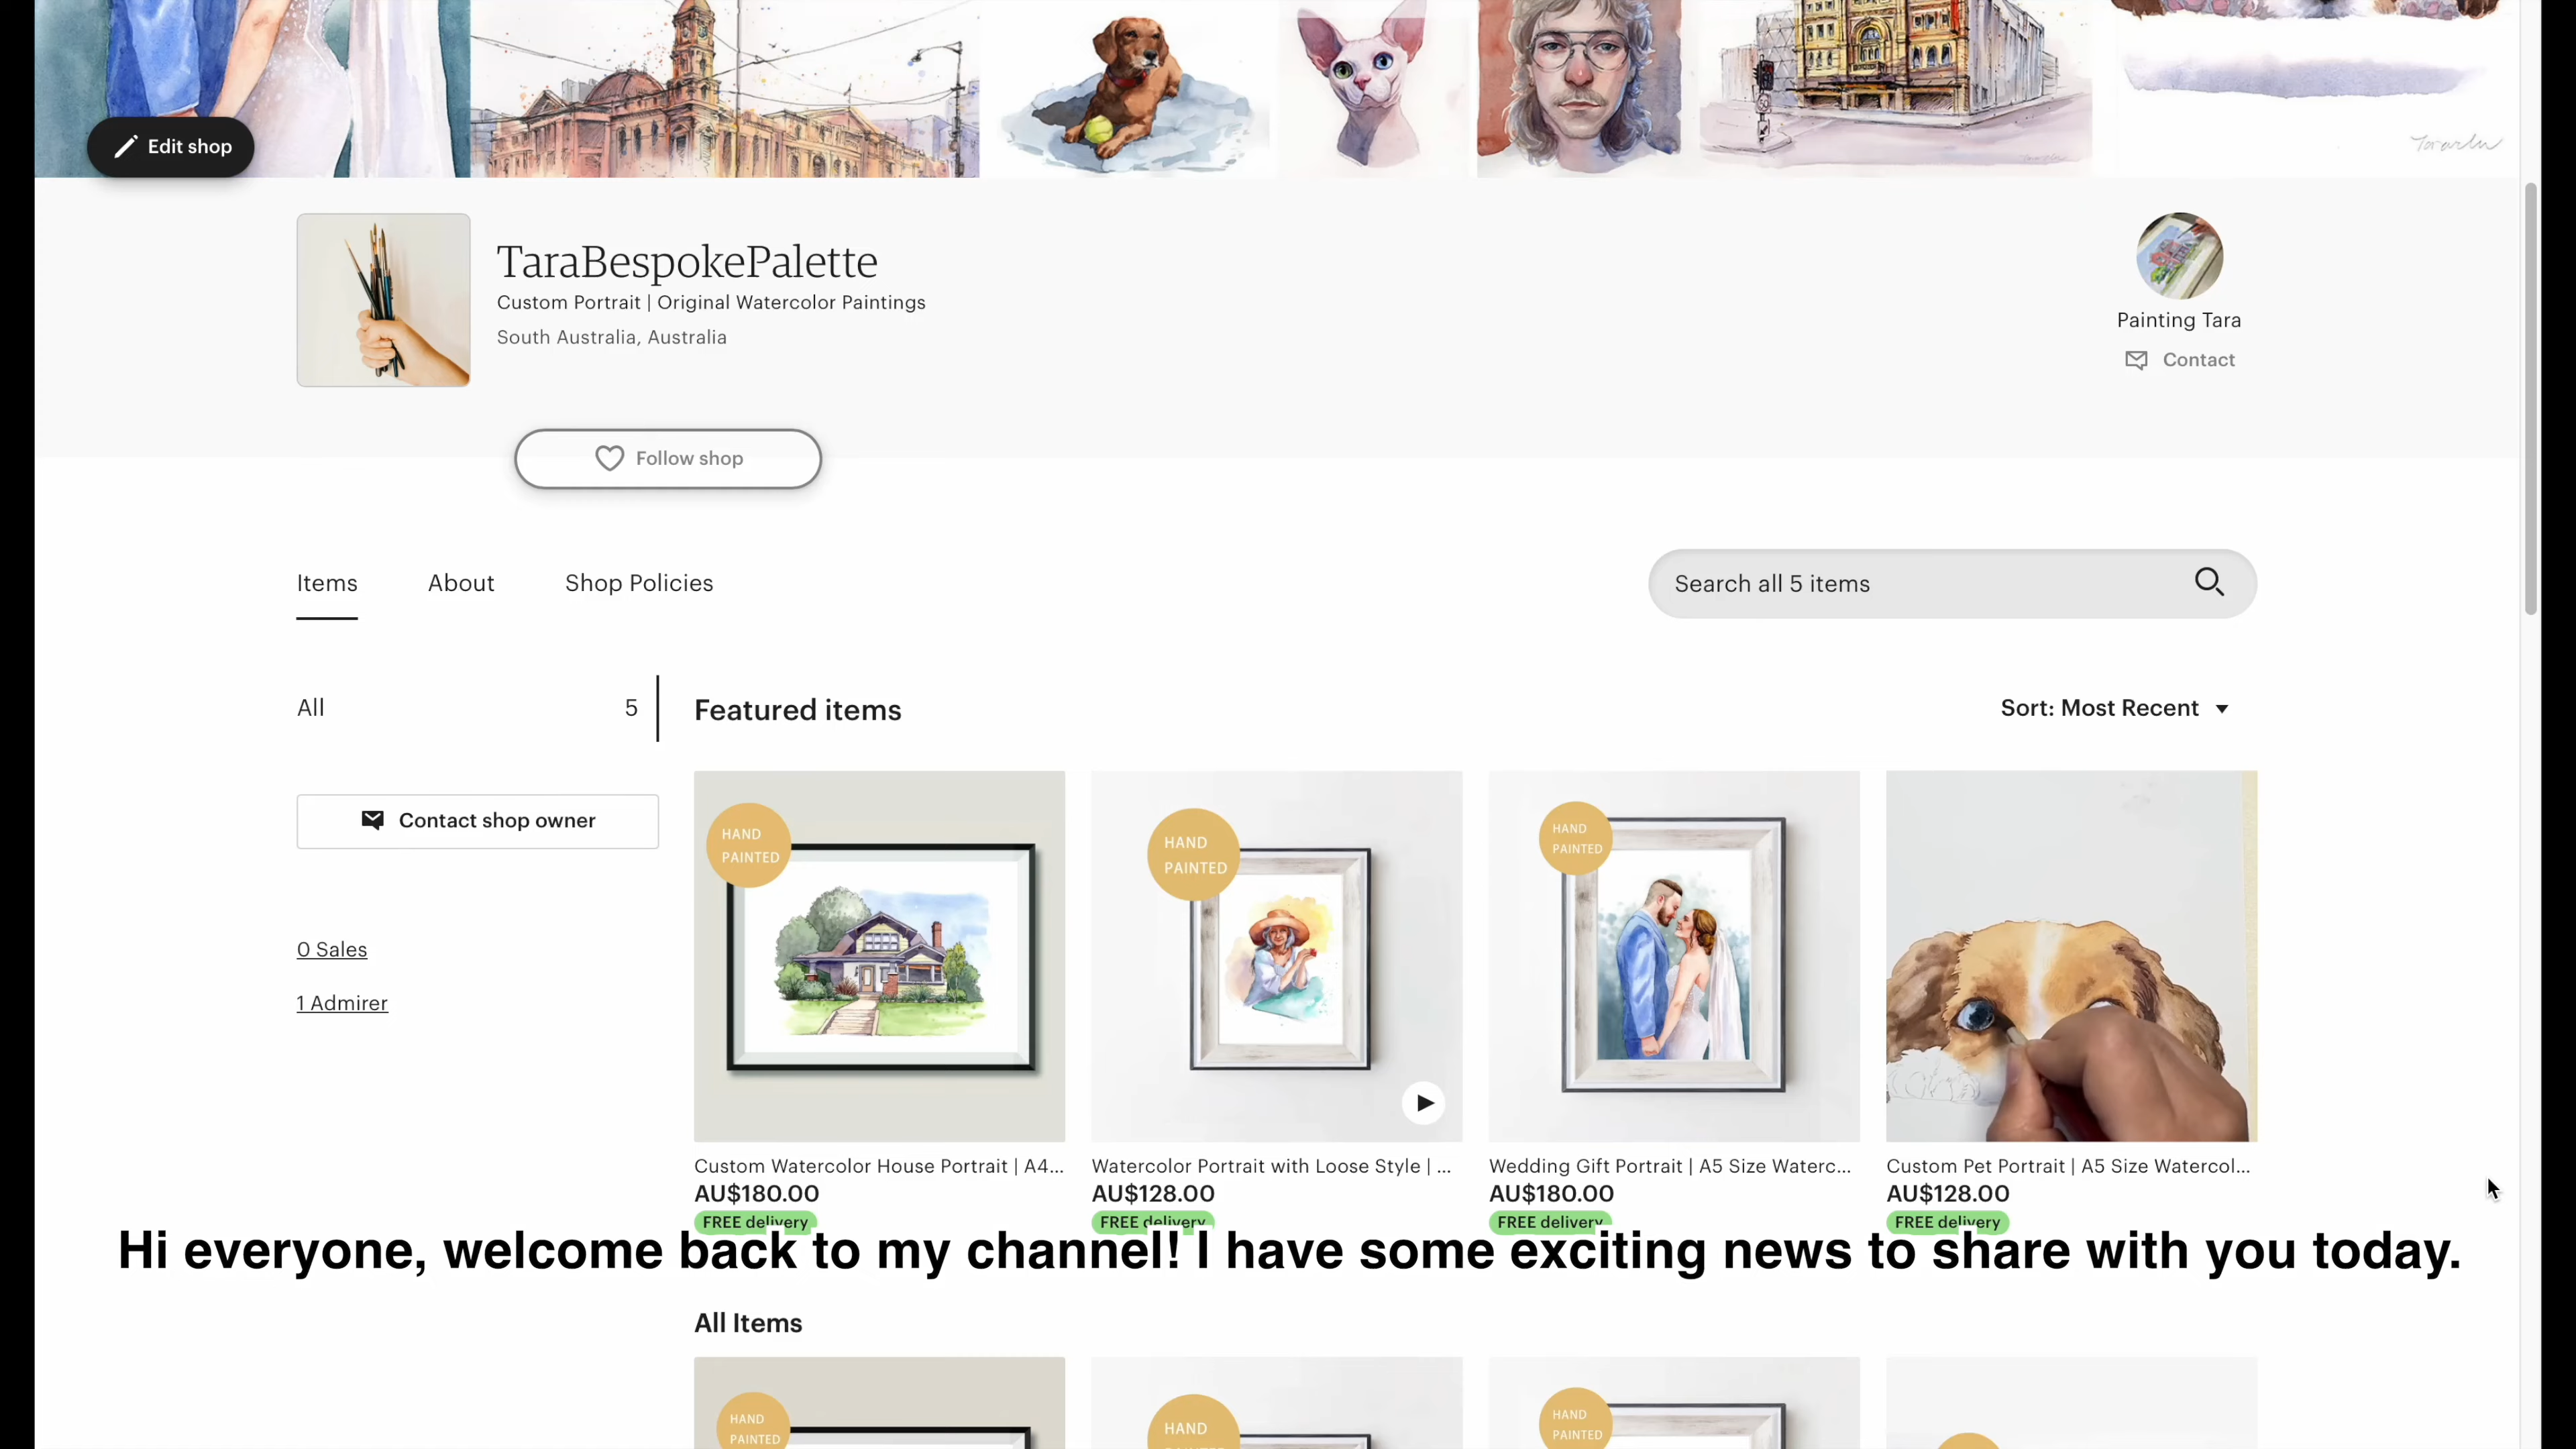 Edit shop
TaraBespokePalette
Custom Portrait | Original Watercolor Paintings
South Australia, Australia
Painting Tara
Contact
Follow shop
Items
About
Shop Policies
Search all 5 items
All
5
Featured items
Sort: Most Recent
Contact shop owner
0 Sales
1 Admirer
HAND
PAINTED
HAND
PAINTED
HAND
PAINTED
Custom Watercolor House Portrait | A4...
AU$180.00
FREE delivery
Watercolor Portrait with Loose Style | ...
AU$128.00
FREE delivery
Wedding Gift Portrait | A5 Size Waterc...
AU$180.00
FREE delivery
Custom Pet Portrait | A5 Size Watercol...
AU$128.00
FREE delivery
Hi everyone, welcome back to my channel! I have some exciting news to share with you today.
All Items
HAND
PAINTED
HAND
HAND
PAINTED